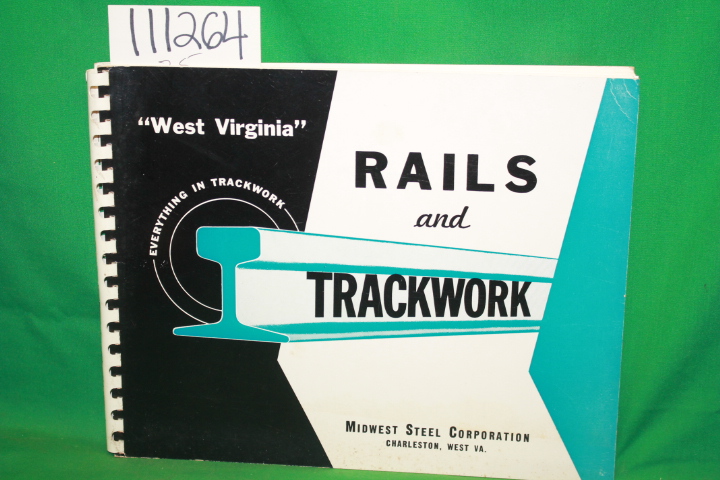 111264
"West Virginia"
EVERYTHING IN TRACKWORK
RAILS
and
TRACKWORK
MIDWEST STEEL CORPORATION
CHARLESTON, WEST VA.